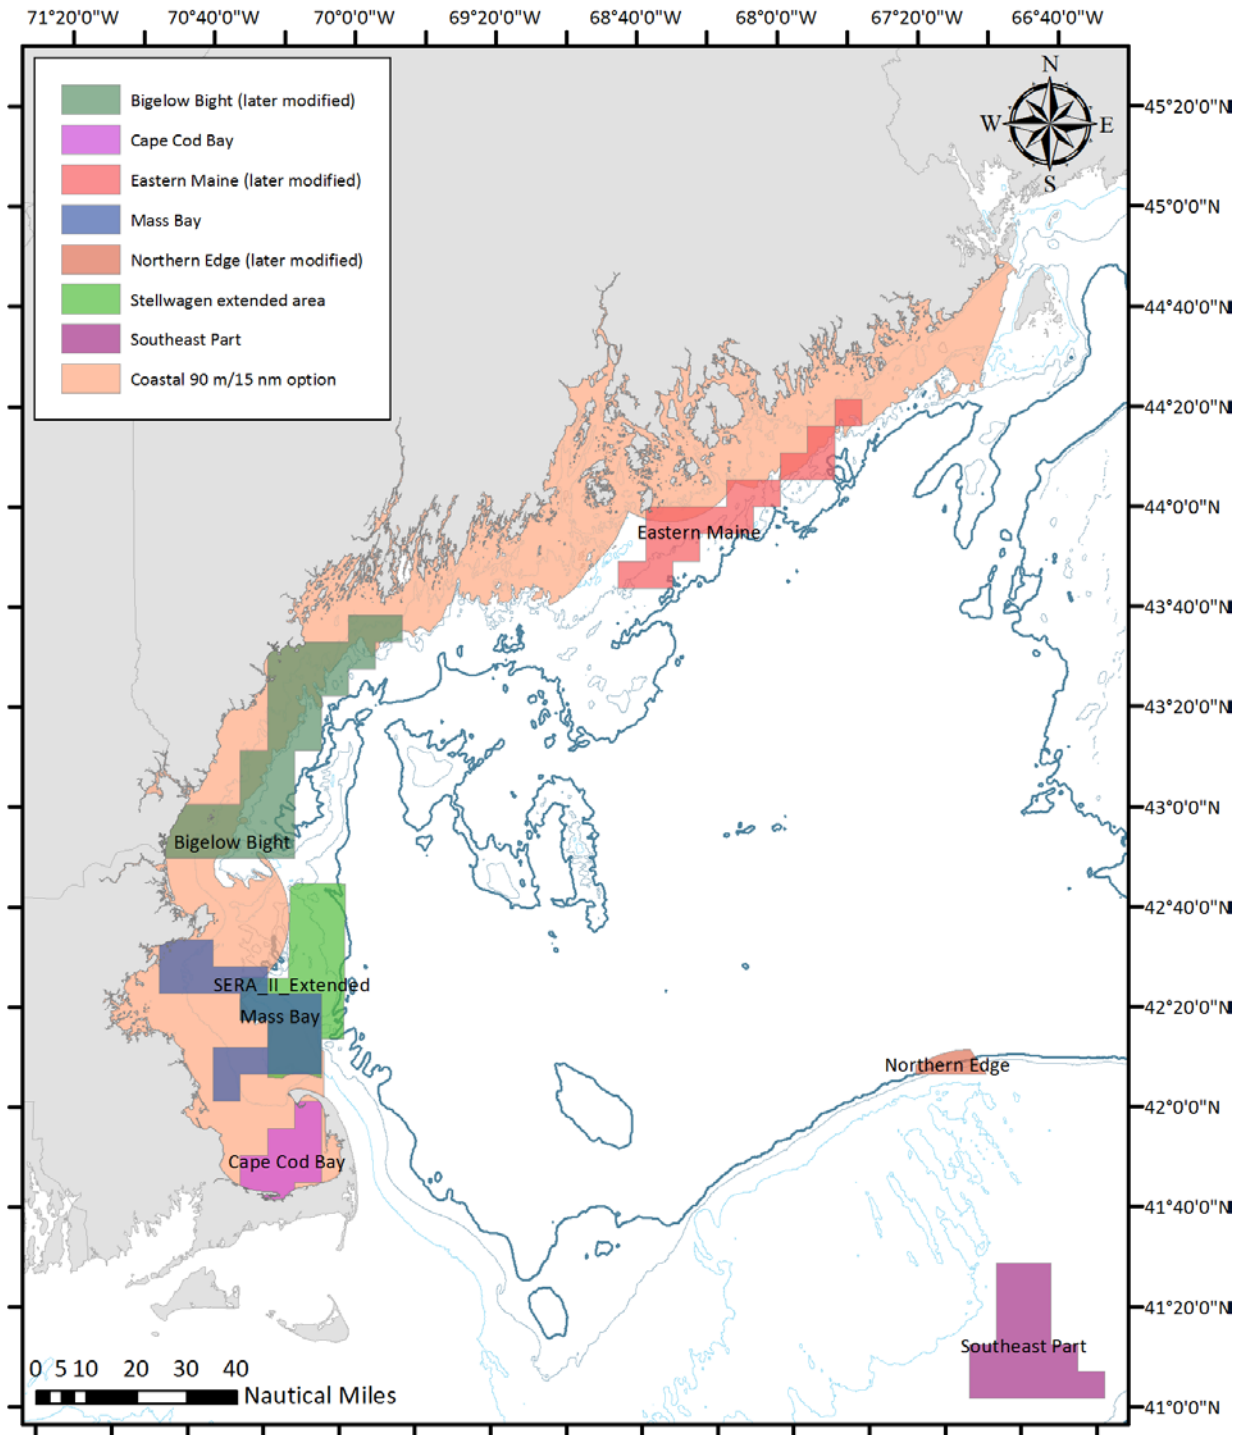 71°20'0"W 70°40'0"W 70°0'0"W 69°20'0"W 68°40'0"W 68°0'0"W 67°20'0"W 66°40'0"W
N
W E
S
Bigelow Bight (later modified)
Cape Cod Bay
Eastern Maine (later modified)
Mass Bay
Northern Edge (later modified)
Stellwagen extended area
Southeast Part
Coastal 90 m/15 nm option
45°20'0"N
45°0'0"N
44°40'0"N
44°20'0"N
44°0'0"N
Eastern Maine
43°40'0"N
43°20'0"N
43°0'0"N
Bigelow Bight
42°40'0"N
SERA_II_Extended
Mass Bay
42°20'0"N
Northern Edge
42°0'0"N
Cape Cod Bay
41°40'0"N
41°20'0"N
Southeast Part
0 5 10 20 30 40
Nautical Miles
41°0'0"N